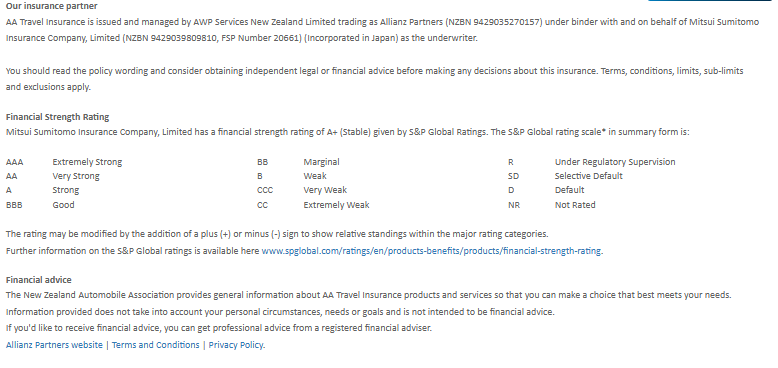 Our insurance partner
AA Travel Insurance is issued and managed by AWP Services New Zealand Limited trading as Allianz Partners (NZBN 9429035270157) under binder with and on behalf of Mitsui Sumitomo
Insurance Company, Limited (NZBN 9429039809810, FSP Number 20661) (Incorporated in Japan) as the underwriter.
You should read the policy wording and consider obtaining independent legal or financial advice before making any decisions about this insurance. Terms, conditions, limits, sub-limits
and exclusions apply.
Financial Strength Rating
Mitsui Sumitomo Insurance Company, Limited has a financial strength rating of A+ (Stable) given by S&P Global Ratings. The S&P Global rating scale* in summary form is:
AAA Extremely Strong BB Marginal R Under Regulatory Supervision
AA Very Strong B Weak SD Selective Default
A Strong CCC Very Weak D Default
BBB Good CC Extremely Weak NR Not Rated
The rating may be modified by the addition of a plus (+) or minus (-) sign to show relative standings within the major rating categories.
Further information on the S&P Global ratings is available here www.spglobal.com/ratings/en/products-benefits/products/financial-strength-rating.
Financial advice
The New Zealand Automobile Association provides general information about AA Travel Insurance products and services so that you can make a choice that best meets your needs.
Information provided does not take into account your personal circumstances, needs or goals and is not intended to be financial advice.
If you'd like to receive financial advice, you can get professional advice from a registered financial adviser.
Allianz Partners website | Terms and Conditions | Privacy Policy.